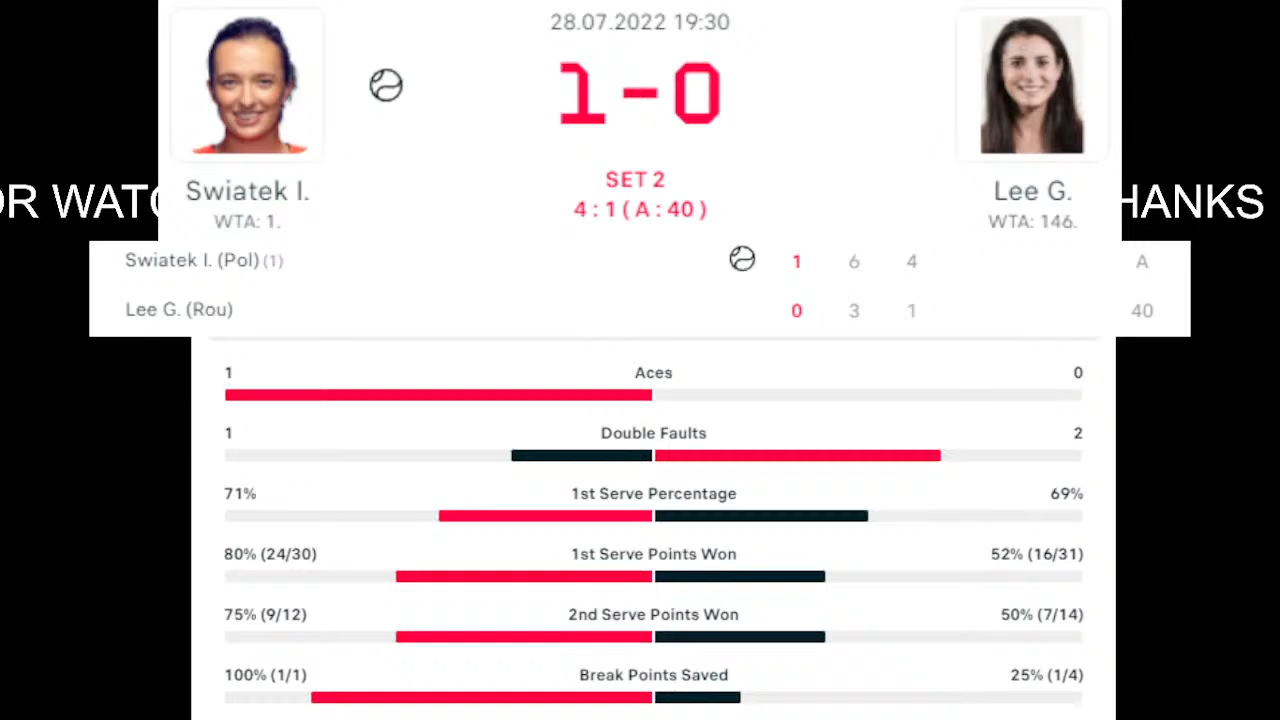 28.07.2022 19:30
1-0
SET 2
4 : 1 ( A : 40 )
OR WATC
HANKS
Swiatek I.
Lee G.
WTA: 1.
WTA: 146.
Swiatek I. (Pol) (1) 1 6 4 A
Lee G. (Rou) 0 3 1 40
1 Aces 0
1 Double Faults 2
71% 1st Serve Percentage 69%
80% (24/30) 1st Serve Points Won 52% (16/31)
75% (9/12) 2nd Serve Points Won 50% (7/14)
100% (1/1) Break Points Saved 25% (1/4)